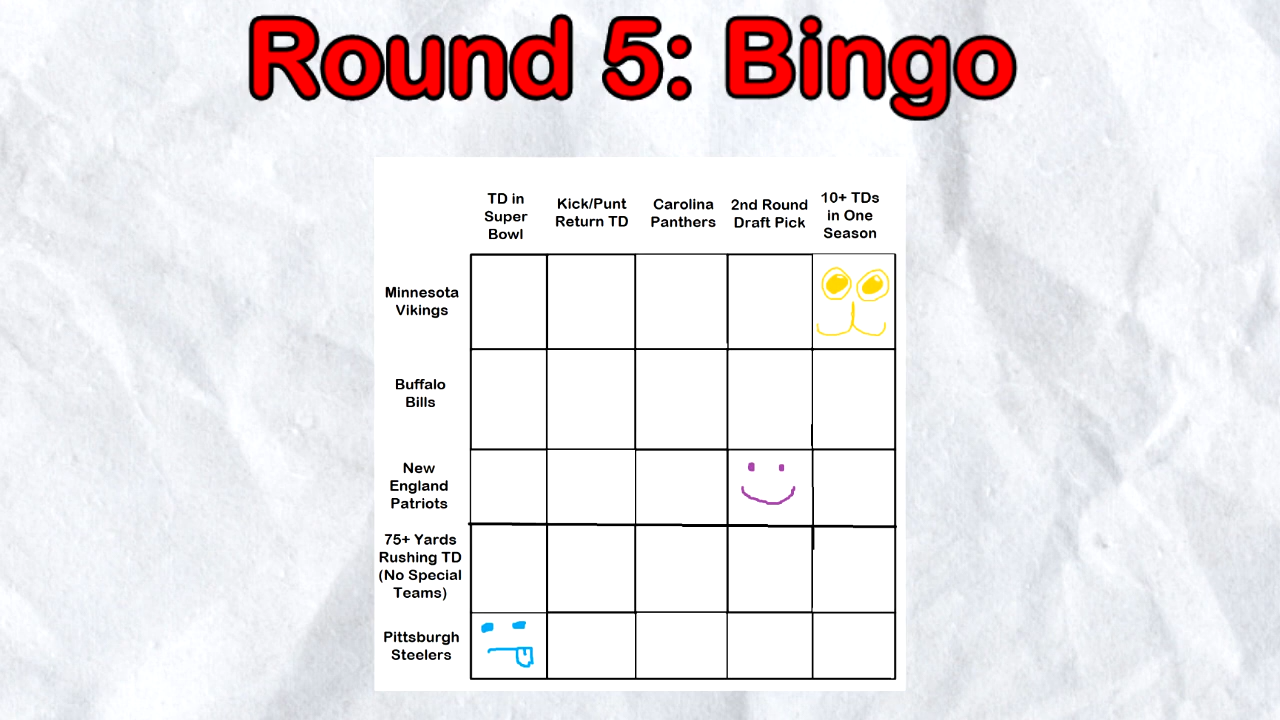 Round 5: Bingo
TD in
Super
Bowl
Kick/Punt
Return TD
Carolina
Panthers
2nd Round
Draft Pick
10+ TDs
in One
Season
Minnesota
Vikings
Buffalo
Bills
New
England
Patriots
75+ Yards
Rushing TD
(No Special
Teams)
Pittsburgh
Steelers